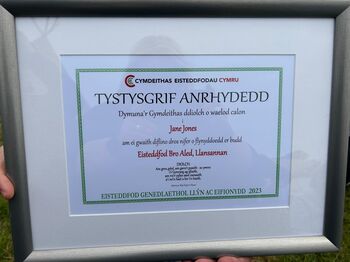 CYMDEITHAS EISTEDDFODAU CYMRU
TYSTYSGRIF ANRHYDEDD
Dymuna'r Gymdeithas ddiolch o waelod calon
i
Jane Jones
am ei gwaith diflino dros nifer o flynyddoedd er budd
Eisteddfod Bro Aled, Llansannan
DIOLCH
EISTEDDFOD GENEDLAETHOL LLŶN AC EIFIONYDD 2023